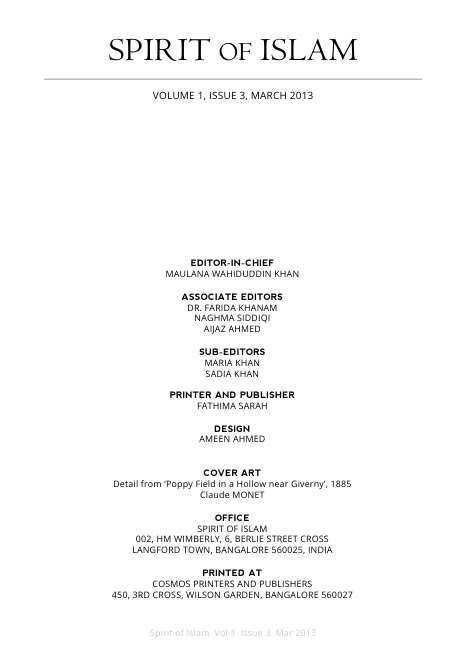 SPIRIT OF ISLAM
VOLUME 1, ISSUE 3, MARCH 2013
EDITOR-IN-CHIEF
MAULANA WAHIDUDDIN KHAN
ASSOCIATE EDITORS
DR. FARIDA KHANAM
NAGHMA SIDDIQI
AIJAZ AHMED
SUB-EDITORS
MARIA KHAN
SADIA KHAN
PRINTER AND PUBLISHER
FATHIMA SARAH
DESIGN
AMEEN AHMED
COVER ART
Detail from ‘Poppy Field in a Hollow near Giverny’, 1885
Claude MONET
OFFICE
SPIRIT OF ISLAM
002, HM WIMBERLY, 6, BERLIE STREET CROSS
LANGFORD TOWN, BANGALORE 560025, INDIA
PRINTED AT
COSMOS PRINTERS AND PUBLISHERS
450, 3RD CROSS, WILSON GARDEN, BANGALORE 560027
Spirit of Islam Vol 1 Issue 3 Mar 2013